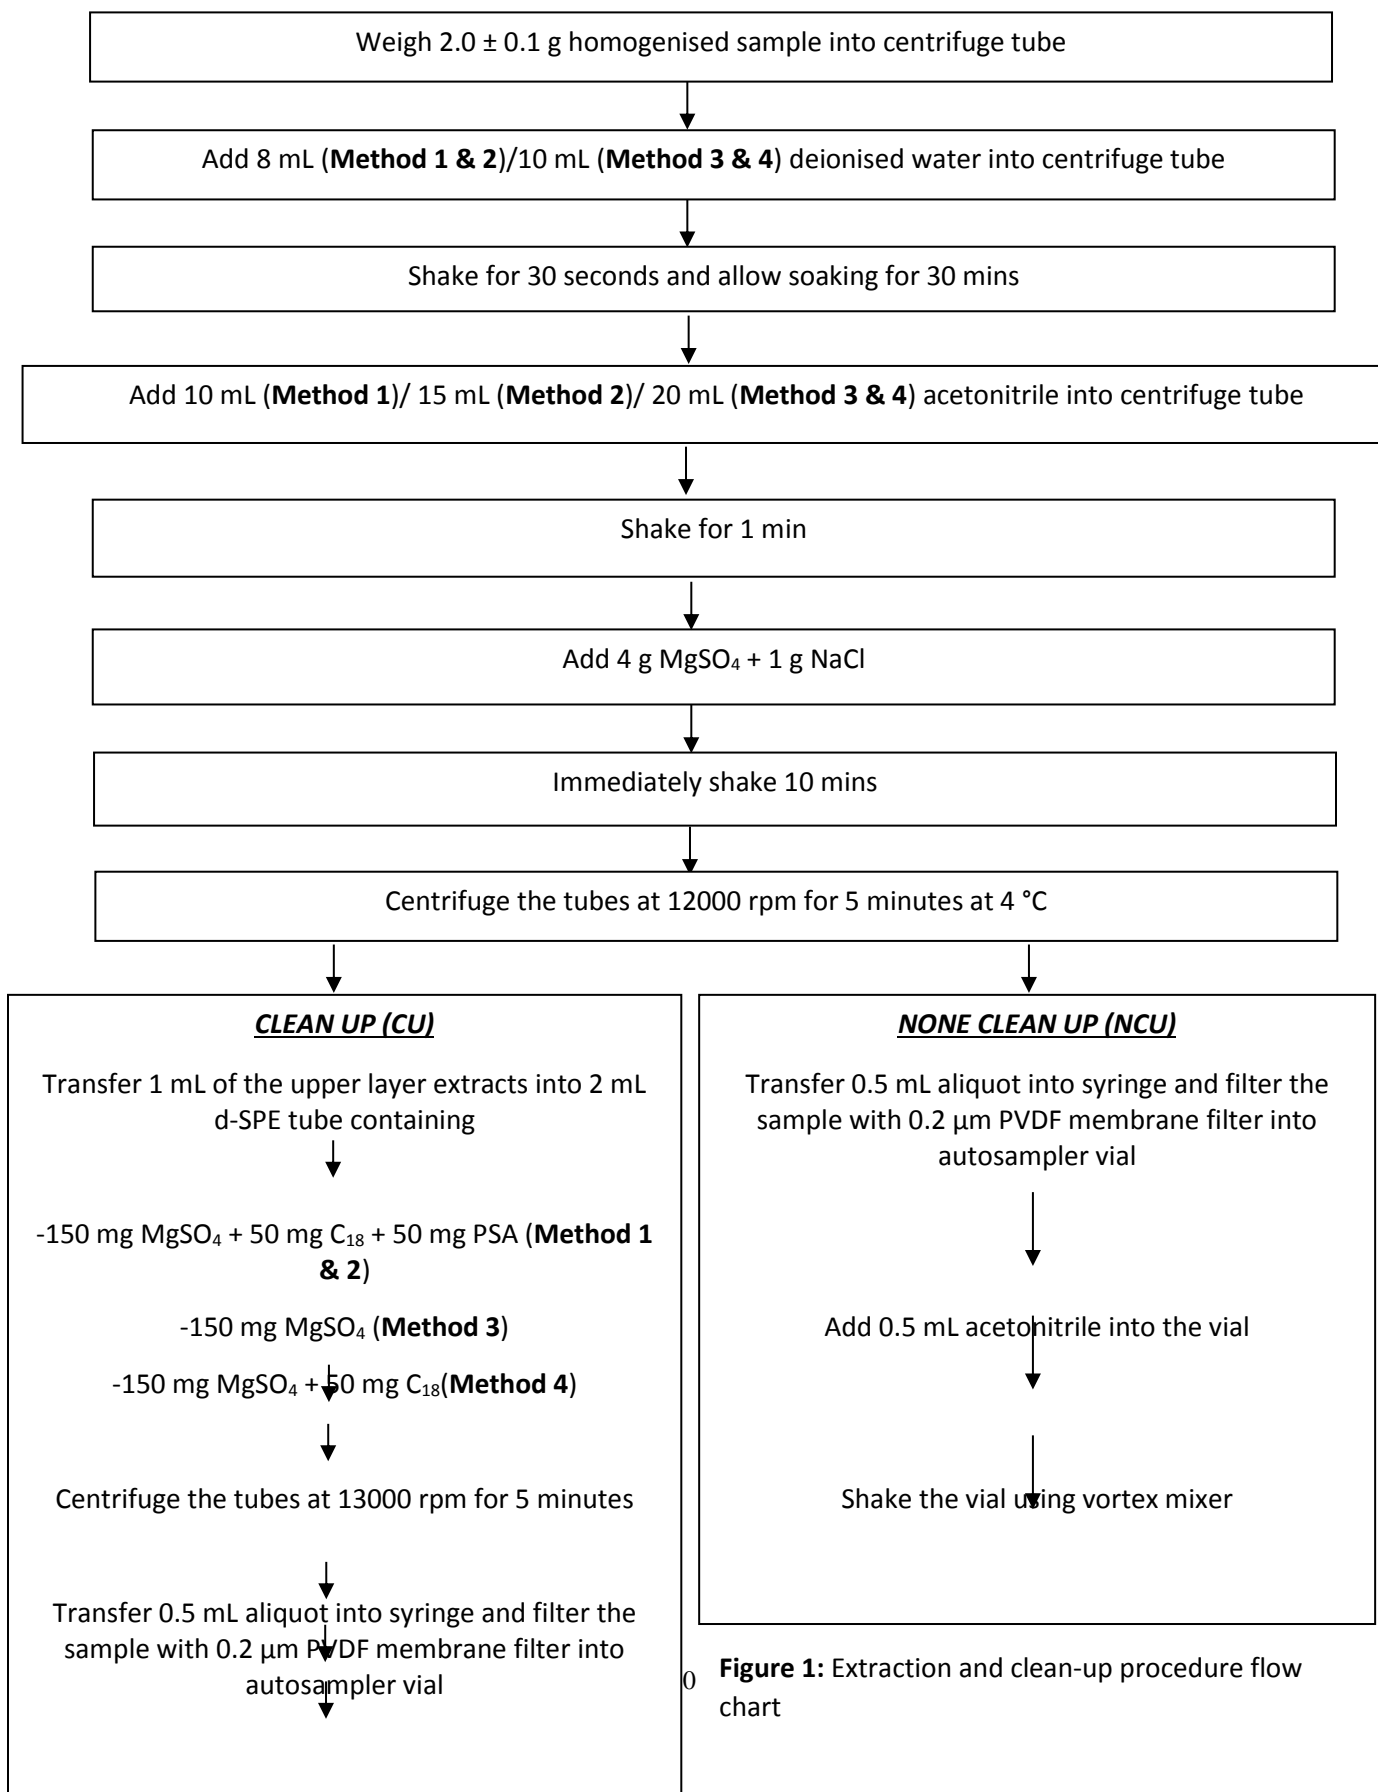 Weigh 2.0 ± 0.1 g homogenised sample into centrifuge tube
Add 8 mL (Method 1 & 2)/10 mL (Method 3 & 4) deionised water into centrifuge tube
Shake for 30 seconds and allow soaking for 30 mins
Add 10 mL (Method 1)/ 15 mL (Method 2)/ 20 mL (Method 3 & 4) acetonitrile into centrifuge tube
Shake for 1 min
Add 4 g MgSO₄ + 1 g NaCl
Immediately shake 10 mins
Centrifuge the tubes at 12000 rpm for 5 minutes at 4 °C
CLEAN UP (CU)
Transfer 1 mL of the upper layer extracts into 2 mL
d-SPE tube containing
-150 mg MgSO₄ + 50 mg C₁₈ + 50 mg PSA (Method 1
& 2)
-150 mg MgSO₄ (Method 3)
-150 mg MgSO₄ + 50 mg C₁₈(Method 4)
Centrifuge the tubes at 13000 rpm for 5 minutes
Transfer 0.5 mL aliquot into syringe and filter the
sample with 0.2 µm PVDF membrane filter into
autosampler vial
NONE CLEAN UP (NCU)
Transfer 0.5 mL aliquot into syringe and filter the
sample with 0.2 µm PVDF membrane filter into
autosampler vial
Add 0.5 mL acetonitrile into the vial
Shake the vial using vortex mixer
0
Figure 1: Extraction and clean-up procedure flow
chart